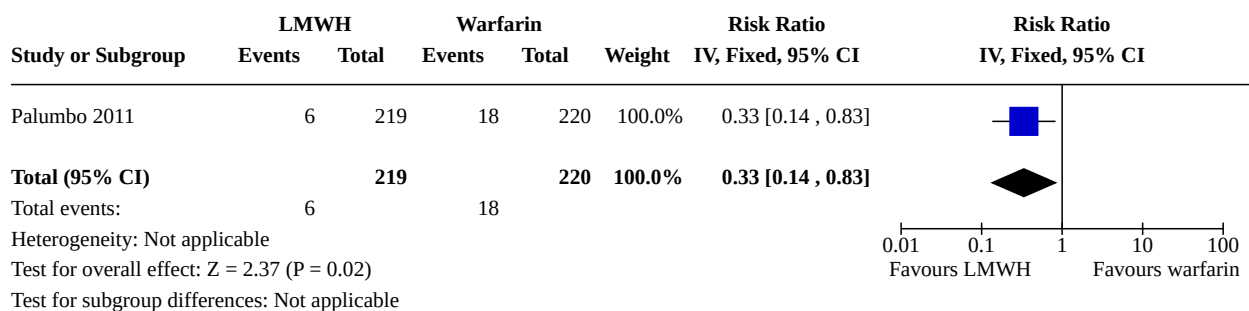 LMWH Warfarin Risk Ratio Risk Ratio
Study or Subgroup Events Total Events Total Weight IV, Fixed, 95% CI IV, Fixed, 95% CI
Palumbo 2011 6 219 18 220 100.0% 0.33 [0.14 , 0.83]
Total (95% CI) 219 220 100.0% 0.33 [0.14 , 0.83]
Total events: 6 18
Heterogeneity: Not applicable
0.01 0.1 1 10 100
Test for overall effect: Z = 2.37 (P = 0.02) Favours LMWH Favours warfarin
Test for subgroup differences: Not applicable